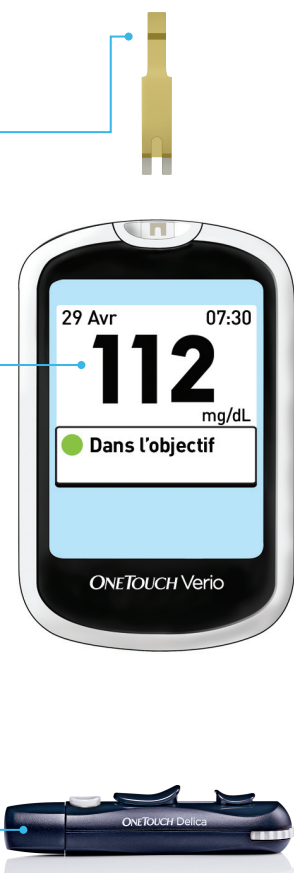 29 Avr 07:30
112
mg/dL
Dans l'objectif
ONETOUCH Verio
ONETOUCH Delica